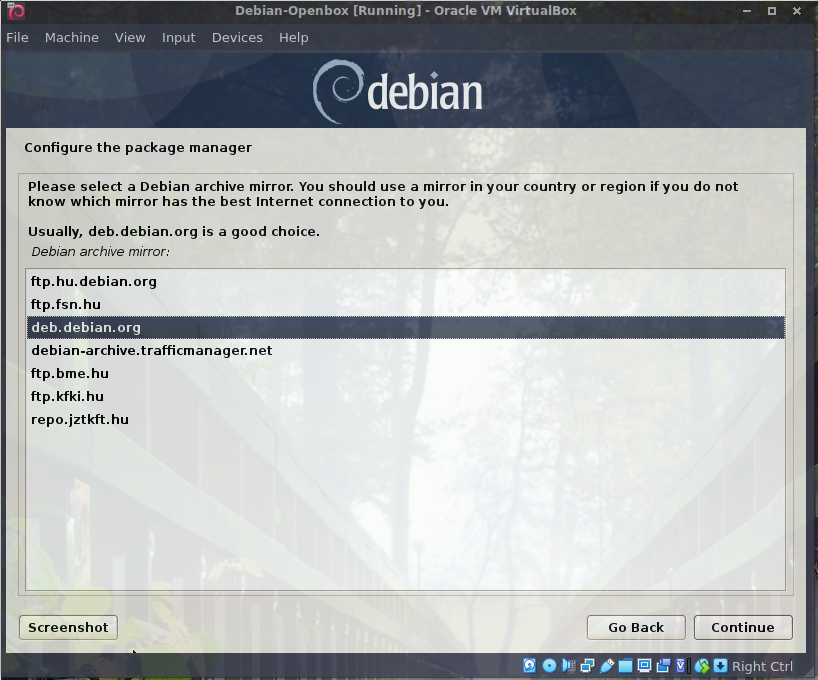 Debian-Openbox [Running] - Oracle VM VirtualBox
File Machine View Input Devices Help
debian
Configure the package manager
Please select a Debian archive mirror. You should use a mirror in your country or region if you do not
know which mirror has the best Internet connection to you.
Usually, deb.debian.org is a good choice.
Debian archive mirror:
ftp.hu.debian.org
ftp.fsn.hu
deb.debian.org
debian-archive.trafficmanager.net
ftp.bme.hu
ftp.kfki.hu
repo.jztkft.hu
Screenshot Go Back Continue
Right Ctrl